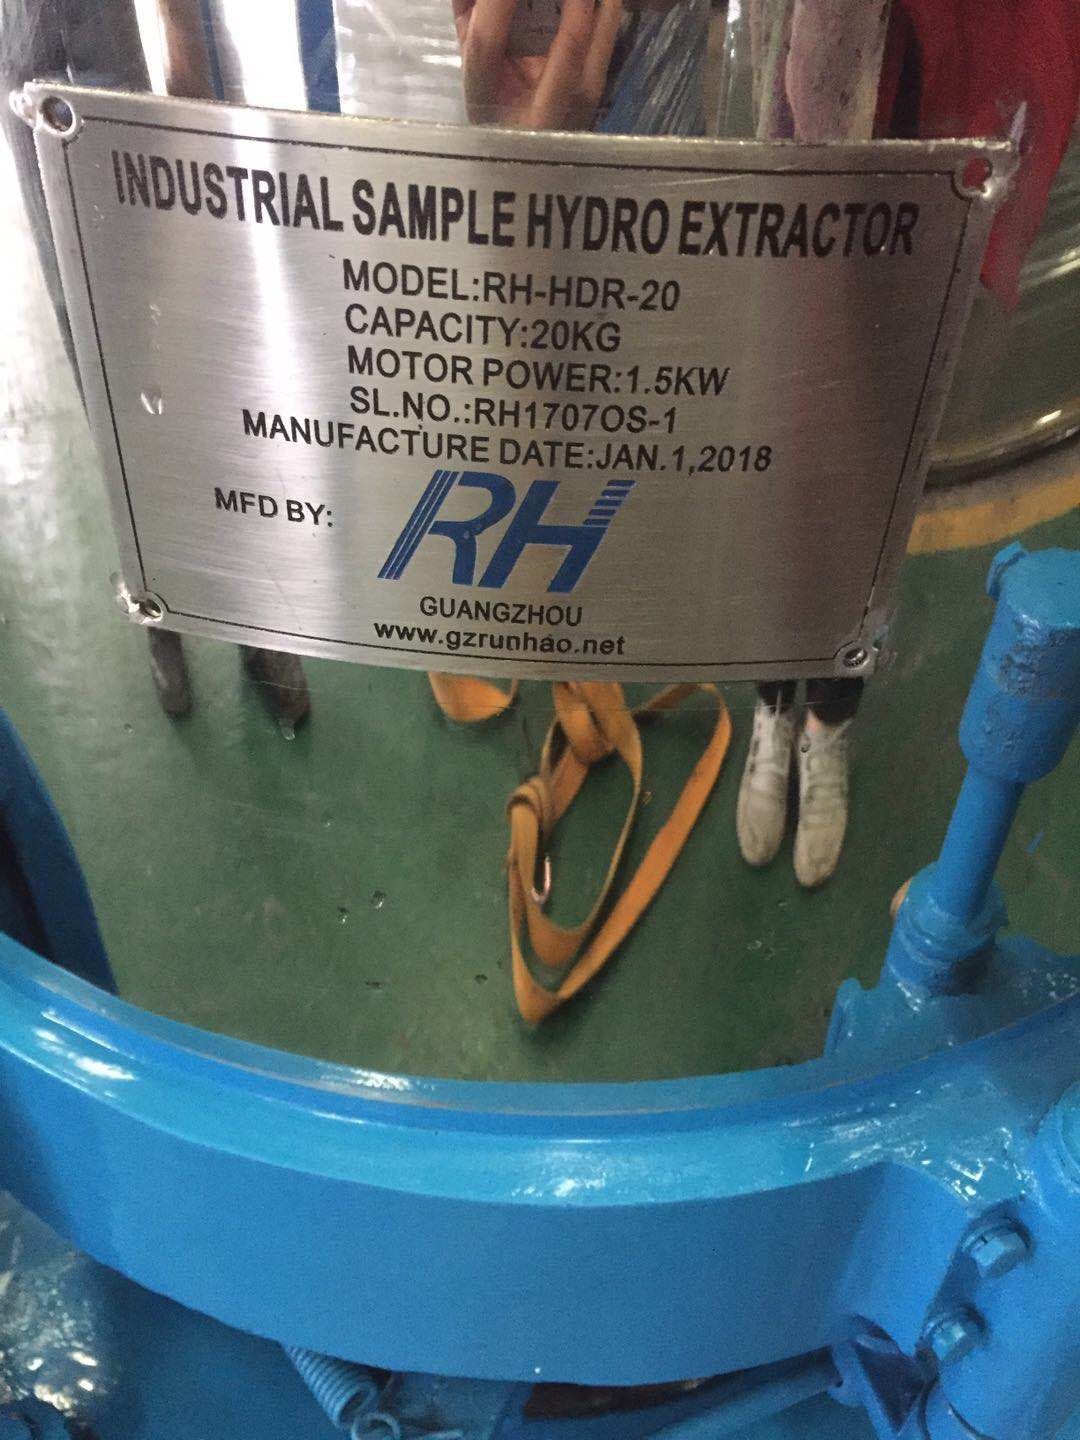 INDUSTRIAL SAMPLE HYDRO EXTRACTOR
MODEL:RH-HDR-20
CAPACITY:20KG
MOTOR POWER:1.5KW
SL.NO.:RH1707OS-1
MANUFACTURE DATE:JAN.1,2018
MFD BY: RH
GUANGZHOU
www.gzrunhao.net